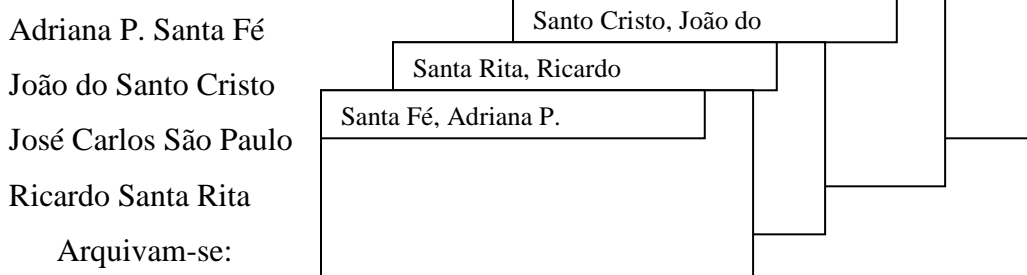 Adriana P. Santa Fé
João do Santo Cristo
José Carlos São Paulo
Ricardo Santa Rita
Arquivam-se:
Santo Cristo, João do
Santa Rita, Ricardo
Santa Fé, Adriana P.